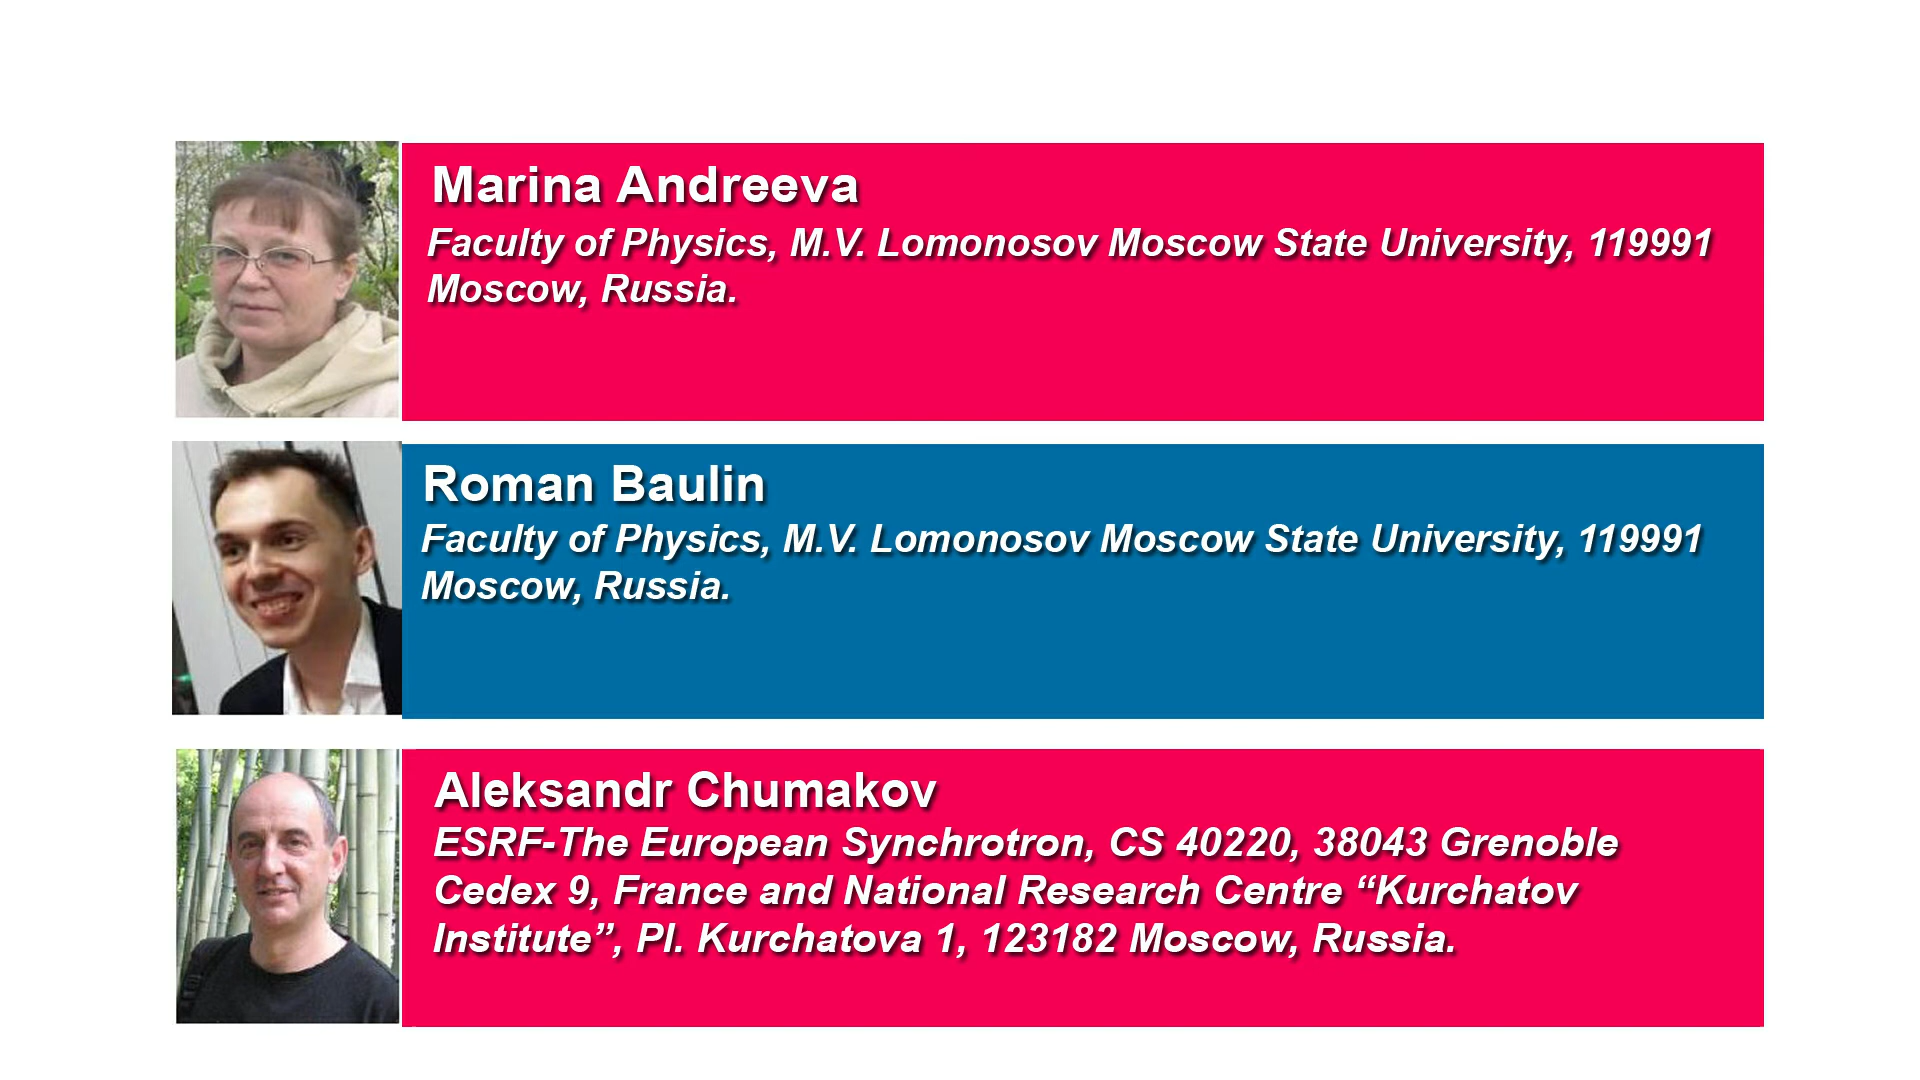 Marina Andreeva
Faculty of Physics, M.V. Lomonosov Moscow State University, 119991
Moscow, Russia.
Roman Baulin
Faculty of Physics, M.V. Lomonosov Moscow State University, 119991
Moscow, Russia.
Aleksandr Chumakov
ESRF-The European Synchrotron, CS 40220, 38043 Grenoble
Cedex 9, France and National Research Centre “Kurchatov
Institute”, Pl. Kurchatova 1, 123182 Moscow, Russia.